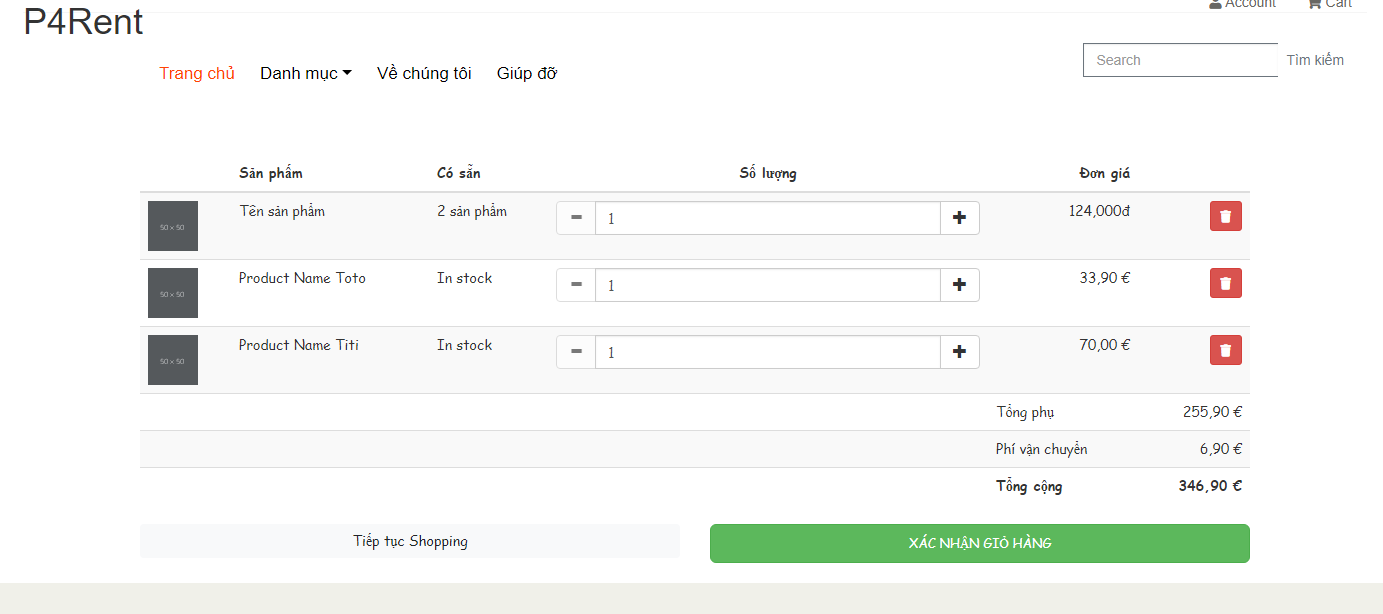 Account Cart
P4Rent
Trang chủ Danh mục Về chúng tôi Giúp đỡ Search Tìm kiếm
Sản phẩm Có sẵn Số lượng Đơn giá
50 × 50 Tên sản phẩm 2 sản phẩm 1 124,000đ
50 × 50 Product Name Toto In stock 1 33,90 €
50 × 50 Product Name Titi In stock 1 70,00 €
Tổng phụ 255,90 €
Phí vận chuyển 6,90 €
Tổng cộng 346,90 €
Tiếp tục Shopping XÁC NHẬN GIỎ HÀNG